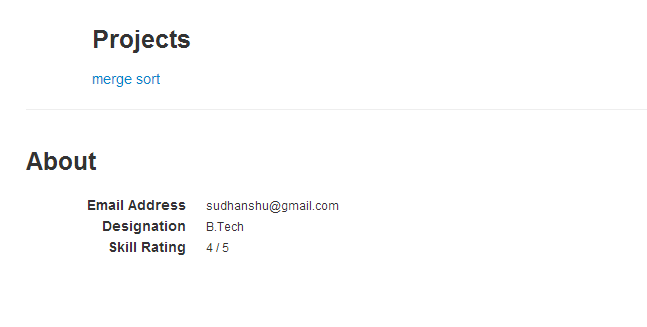 Projects
merge sort
About
Email Address sudhanshu@gmail.com
Designation B.Tech
Skill Rating 4 / 5